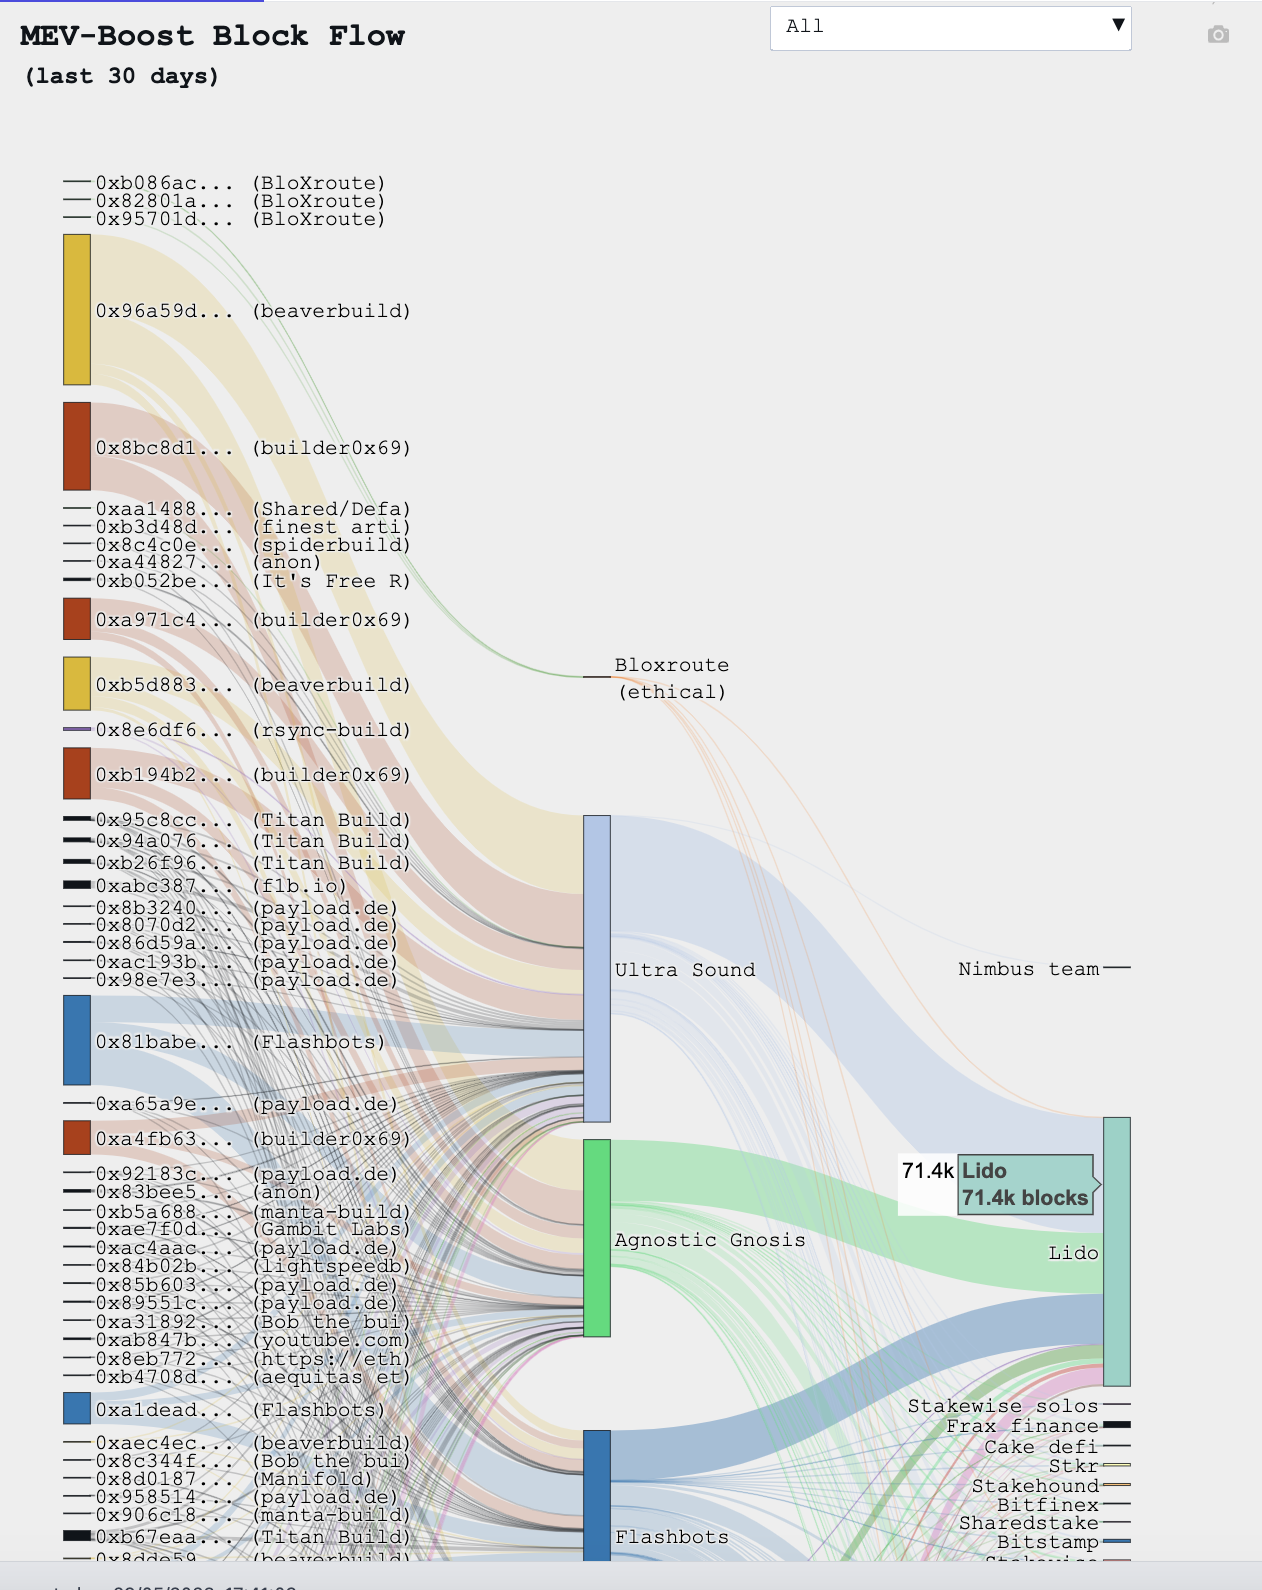 MEV-Boost Block Flow
(last 30 days)
All
0xb086ac... (BloXroute)
0x82801a... (BloXroute)
0x95701d... (BloXroute)
0x96a59d... (beaverbuild)
0x8bc8d1... (builder0x69)
0xaa1488... (Shared/Defa)
0xb3d48d... (finest arti)
0x8c4c0e... (spiderbuild)
0xa44827... (anon)
0xb052be... (It's Free R)
0xa971c4... (builder0x69)
0xb5d883... (beaverbuild)
0x8e6df6... (rsync-build)
0xb194b2... (builder0x69)
0x95c8cc... (Titan Build)
0x94a076... (Titan Build)
0xb26f96... (Titan Build)
0xabc387... (f1b.io)
0x8b3240... (payload.de)
0x8070d2... (payload.de)
0x86d59a... (payload.de)
0xac193b... (payload.de)
0x98e7e3... (payload.de)
0x81babe... (Flashbots)
0xa65a9e... (payload.de)
0xa4fb63... (builder0x69)
0x92183c... (payload.de)
0x83bee5... (anon)
0xb5a688... (manta-build)
0xae7f0d... (Gambit Labs)
0xac4aac... (payload.de)
0x84b02b... (lightspeedb)
0x85b603... (payload.de)
0x89551c... (payload.de)
0xa31892... (Bob the bui)
0xab847b... (youtube.com)
0x8eb772... (https://eth)
0xb4708d... (aequitas et)
0xa1dead... (Flashbots)
0xaec4ec... (beaverbuild)
0x8c344f... (Bob the bui)
0x8d0187... (Manifold)
0x958514... (payload.de)
0x906c18... (manta-build)
0xb67eaa... (Titan Build)
0x8dde59... (beaverbuild)
Bloxroute
(ethical)
Ultra Sound
Agnostic Gnosis
Flashbots
Nimbus team
71.4k
Lido
71.4k blocks
Lido
Stakewise solos
Frax finance
Cake defi
Stkr
Stakehound
Bitfinex
Sharedstake
Bitstamp
Stakewise